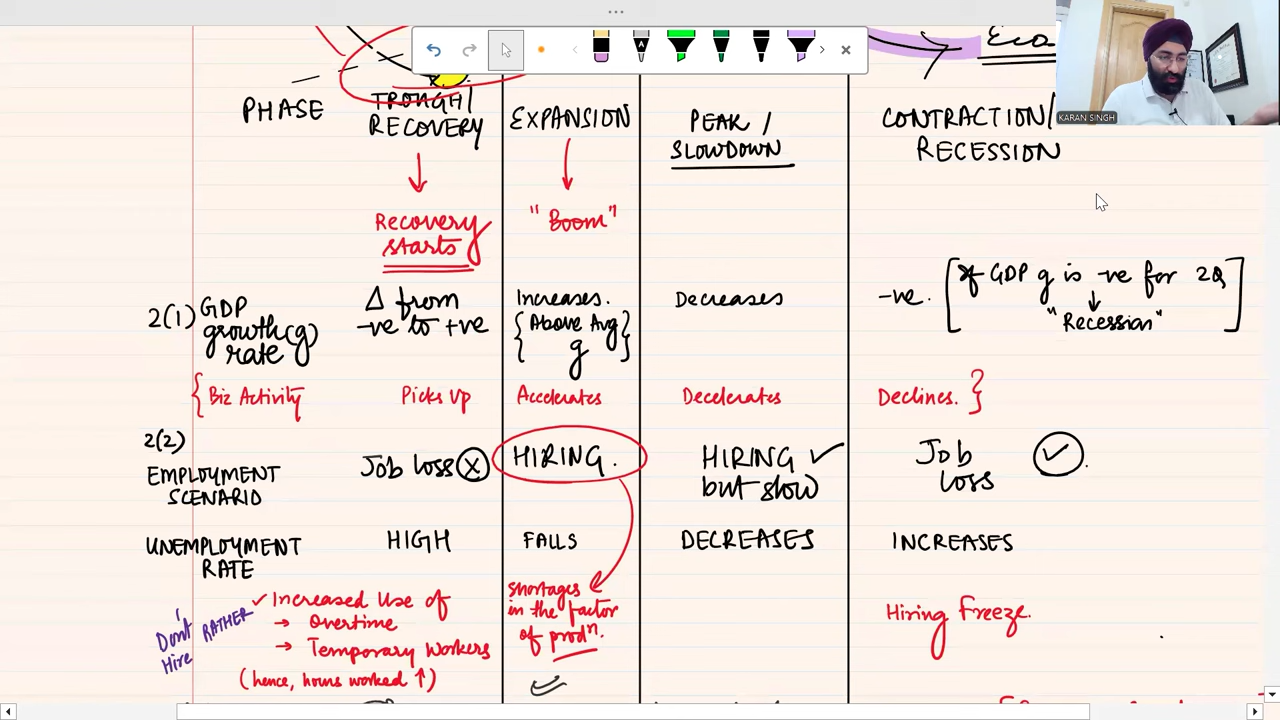 PHASE
TROUGH/
RECOVERY
EXPANSION
PEAK /
SLOWDOWN
CONTRACTION/
RECESSION
KARAN SINGH
Recovery
starts
"Boom"
2(1) GDP
growth(g)
rate
Δ from
-ve to +ve
Increases.
{Above Avg
g}
Decreases
-ve. [* GDP g is -ve for 2Q
↓
"Recession"]
{ Biz Activity
Picks Up
Accelerates
Decelerates
Declines. }
2(2)
EMPLOYMENT
SCENARIO
Job loss ⓧ
HIRING.
HIRING ✓
but slow
Job
loss ✓
UNEMPLOYMENT
RATE
HIGH
FALLS
DECREASES
INCREASES
Don't
Hire
RATHER
✓ Increased Use of
→ Overtime
→ Temporary Workers
(hence, hours worked ↑)
shortages
in the factor
of prodⁿ.
Hiring Freeze.